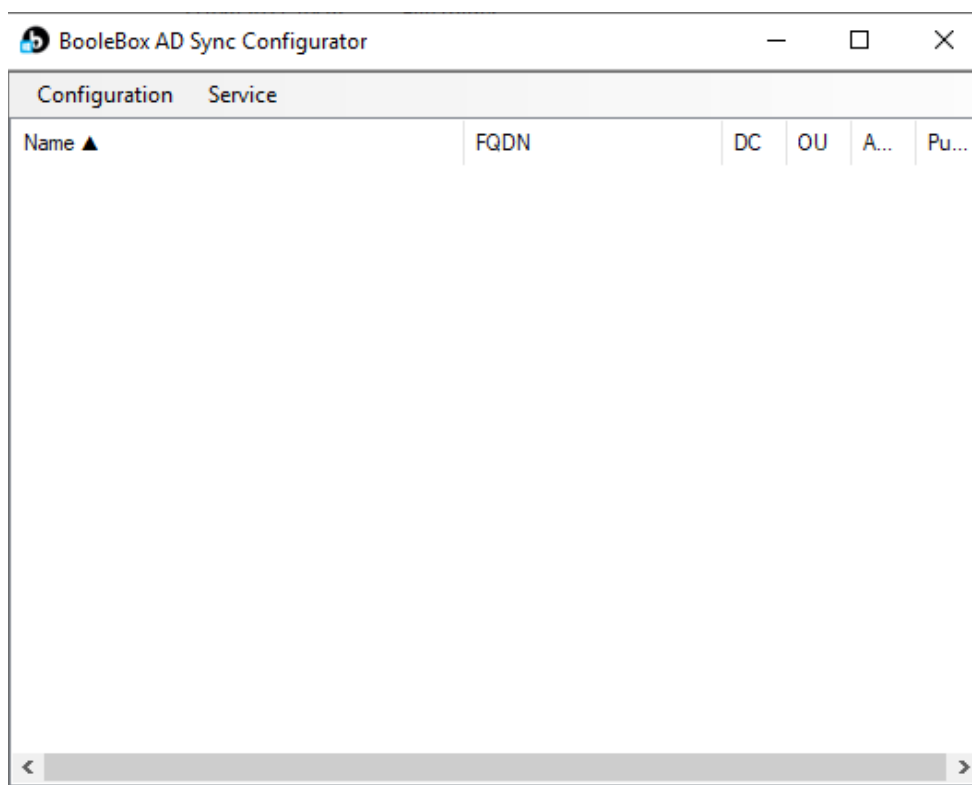 BooleBox AD Sync Configurator
Configuration Service
Name ▲ FQDN DC OU A... Pu...